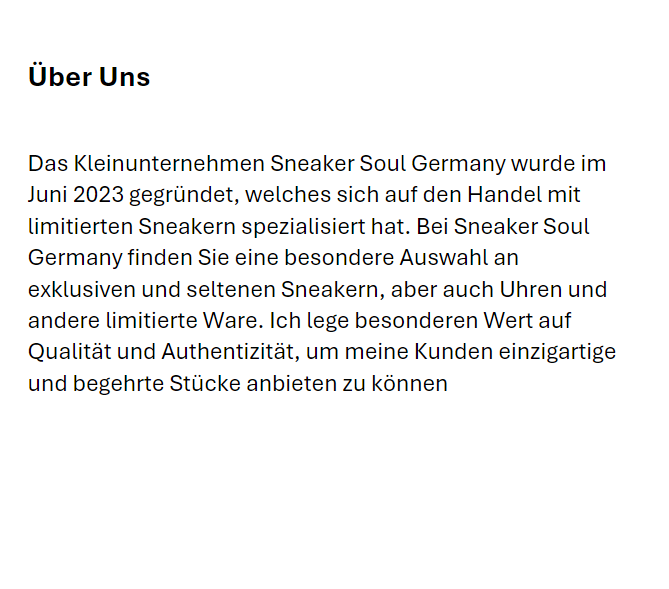 Über Uns
Das Kleinunternehmen Sneaker Soul Germany wurde im
Juni 2023 gegründet, welches sich auf den Handel mit
limitierten Sneakern spezialisiert hat. Bei Sneaker Soul
Germany finden Sie eine besondere Auswahl an
exklusiven und seltenen Sneakern, aber auch Uhren und
andere limitierte Ware. Ich lege besonderen Wert auf
Qualität und Authentizität, um meine Kunden einzigartige
und begehrte Stücke anbieten zu können